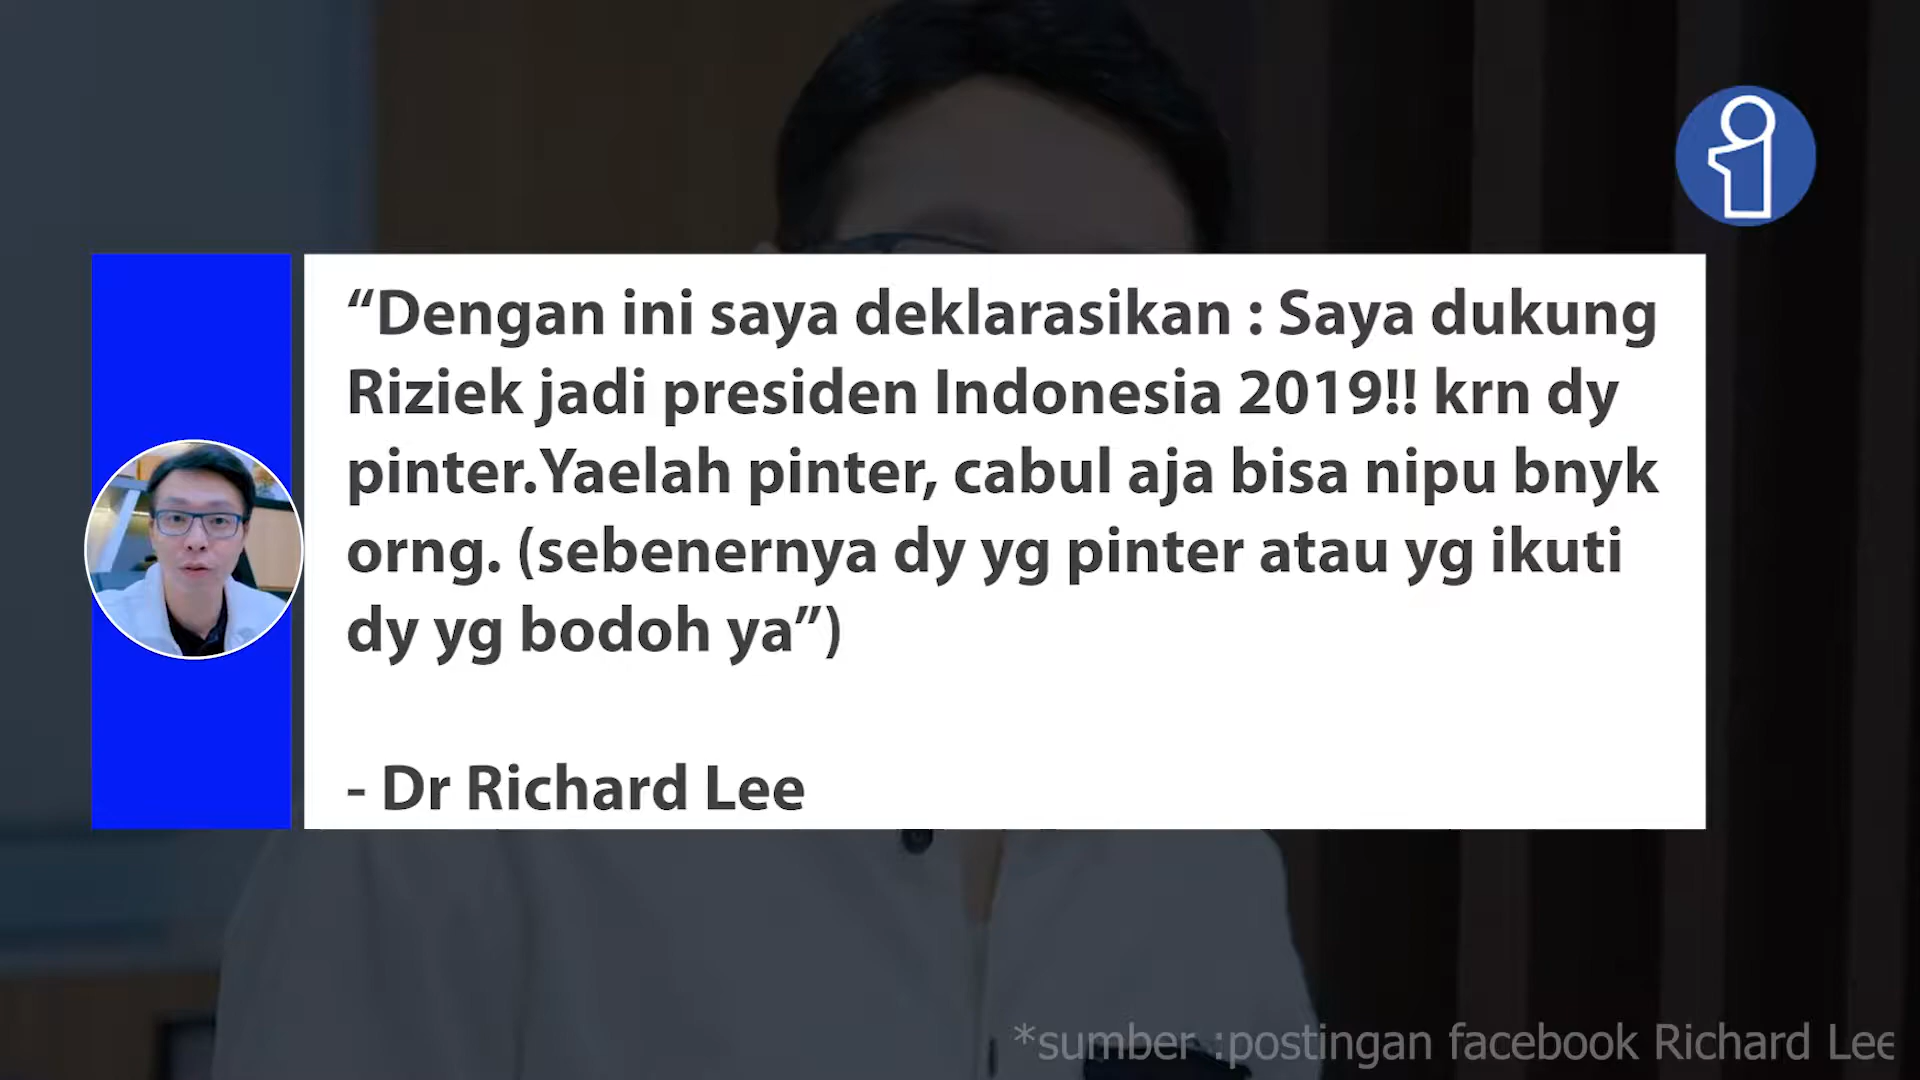 “Dengan ini saya deklarasikan : Saya dukung
Riziek jadi presiden Indonesia 2019!! krn dy
pinter.Yaelah pinter, cabul aja bisa nipu bnyk
orng. (sebenernya dy yg pinter atau yg ikuti
dy yg bodoh ya”)
- Dr Richard Lee
*sumber :postingan facebook Richard Lee